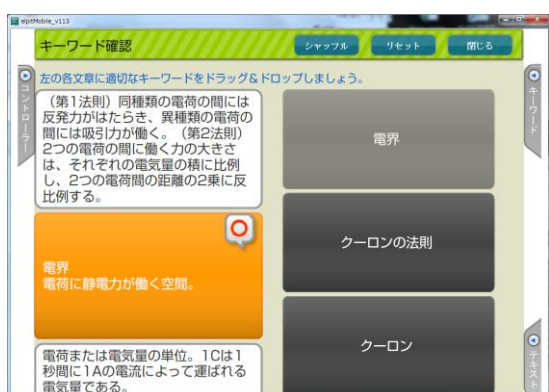 elpitMobile_v113
キーワード確認
シャッフル
リセット
閉じる
左の各文章に適切なキーワードをドラッグ&ドロップしましょう。
コントローラー
キーワード
(第1法則)同種類の電荷の間には
反発力がはたらき、異種類の電荷の
間には吸引力が働く。(第2法則)
2つの電荷の間に働く力の大きさ
は、それぞれの電気量の積に比例
し、2つの電荷間の距離の2乗に反
比例する。
電界
クーロンの法則
電界
電荷に静電力が働く空間。
クーロン
電荷または電気量の単位。1Cは1
秒間に1Aの電流によって運ばれる
電気量である。
テキスト